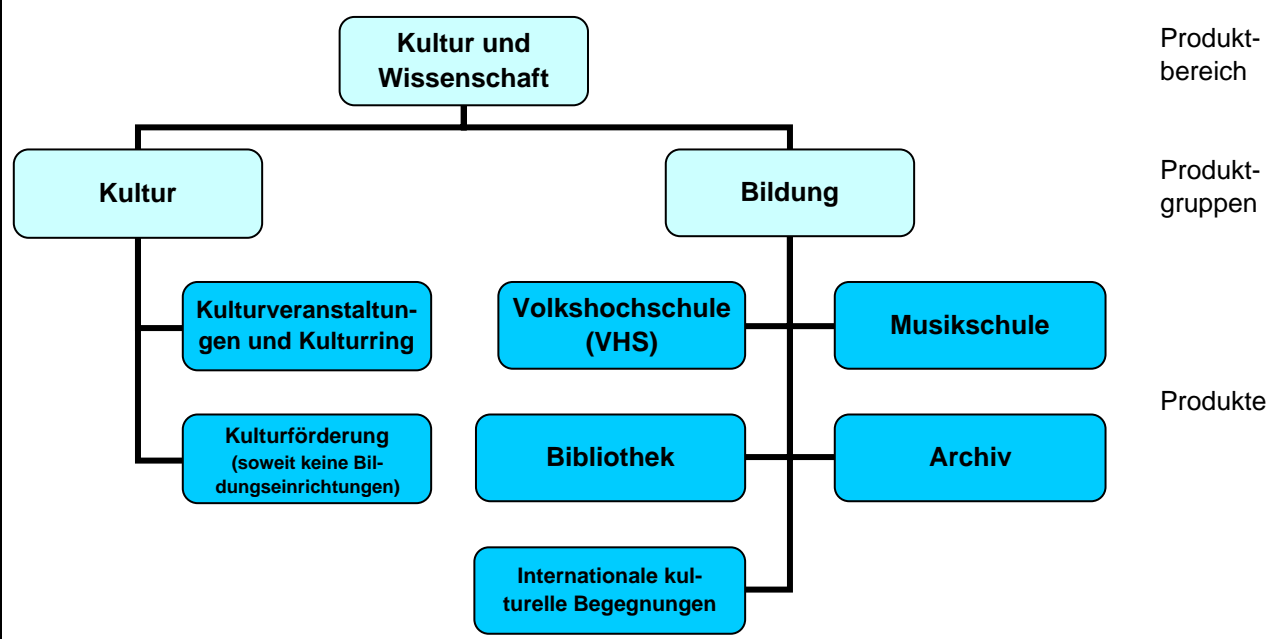 Kultur und
Wissenschaft
Produkt-
bereich
Kultur
Bildung
Produkt-
gruppen
Kulturveranstaltun-
gen und Kulturring
Volkshochschule
(VHS)
Musikschule
Produkte
Kulturförderung
(soweit keine Bil-
dungseinrichtungen)
Bibliothek
Archiv
Internationale kul-
turelle Begegnungen